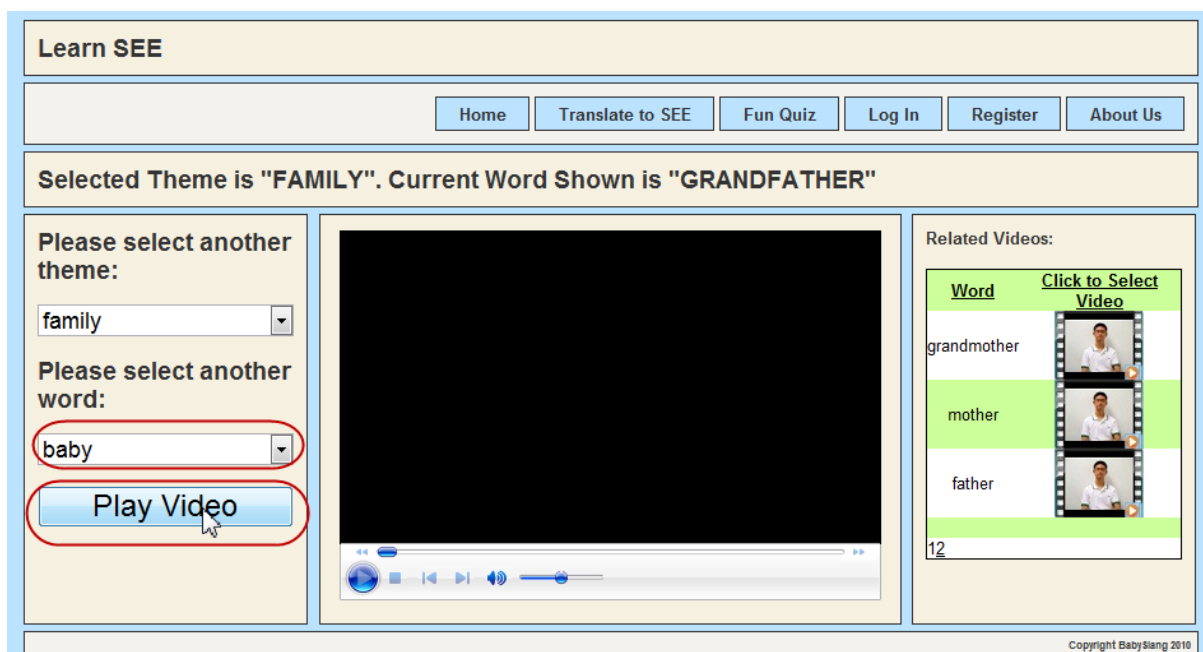 Learn SEE
Home Translate to SEE Fun Quiz Log In Register About Us
Selected Theme is "FAMILY". Current Word Shown is "GRANDFATHER"
Please select another
theme:
family
Please select another
word:
baby
Play Video
Related Videos:
Word Click to Select
Video
grandmother
mother
father
12
Copyright BabySlang 2010